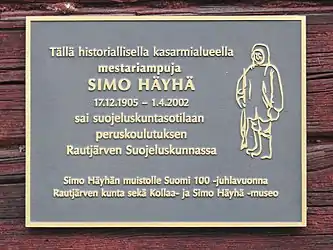 Tällä historiallisella kasarmialueella
mestariampuja
SIMO HÄYHÄ
17.12.1905 – 1.4.2002
sai suojeluskuntasotilaan
peruskoulutuksen
Rautjärven Suojeluskunnassa
Simo Häyhän muistolle Suomi 100 -juhlavuonna
Rautjärven kunta sekä Kollaa- ja Simo Häyhä -museo